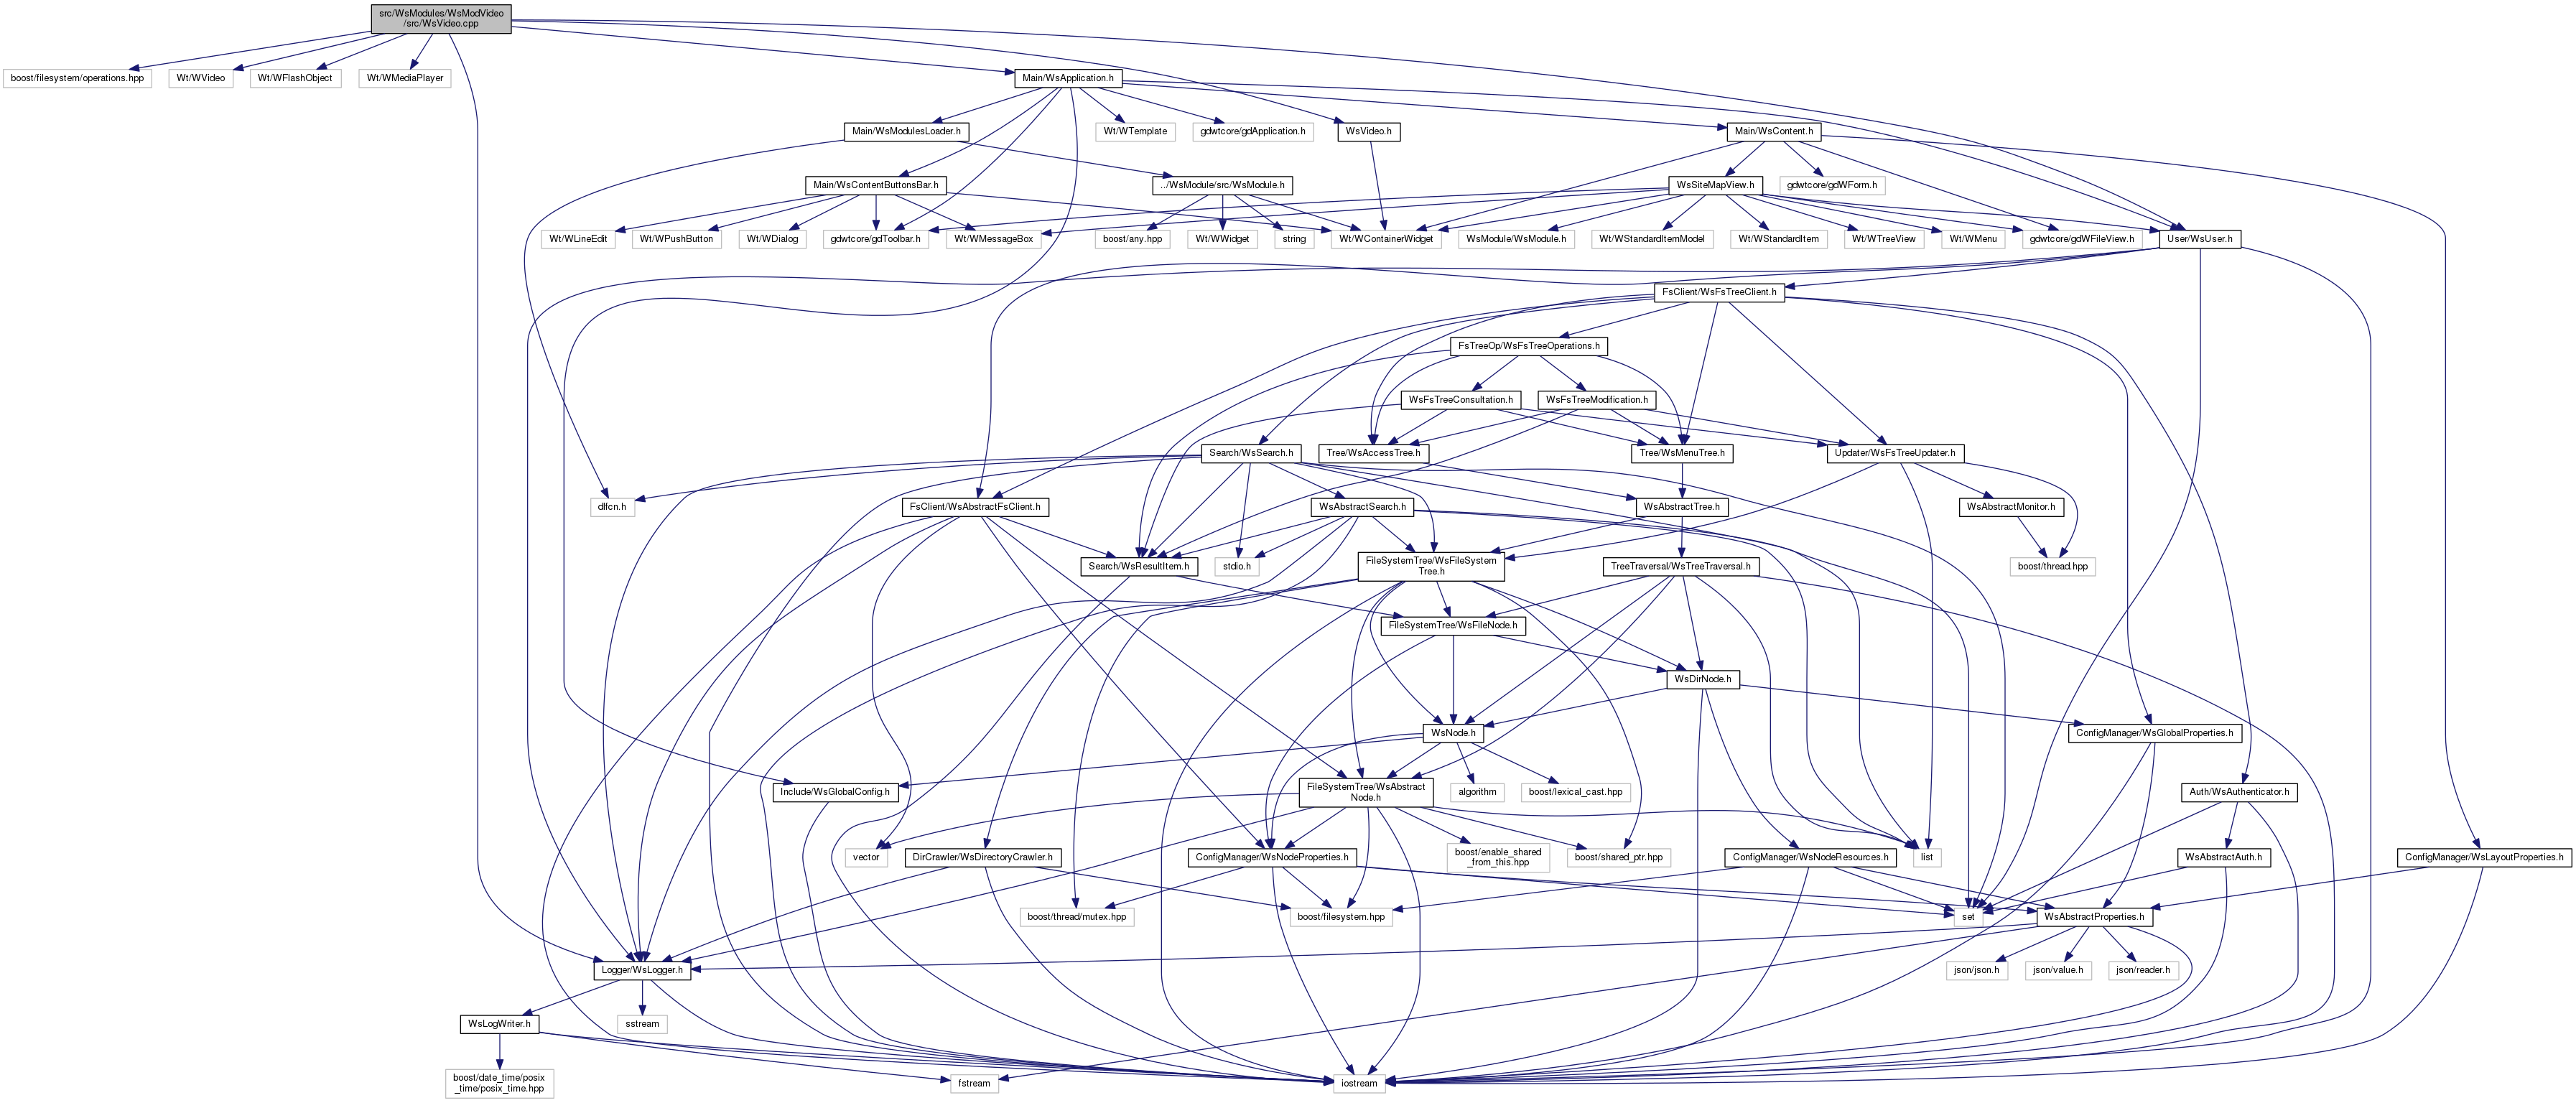 src/WsModules/WsModVideo
/src/WsVideo.cpp
boost/filesystem/operations.hpp
Wt/WVideo
Wt/WFlashObject
Wt/WMediaPlayer
Main/WsApplication.h
Main/WsModulesLoader.h
Wt/WTemplate
gdwtcore/gdApplication.h
WsVideo.h
Main/WsContent.h
Main/WsContentButtonsBar.h
../WsModule/src/WsModule.h
WsSiteMapView.h
gdwtcore/gdWForm.h
Wt/WLineEdit
Wt/WPushButton
Wt/WDialog
gdwtcore/gdToolbar.h
Wt/WMessageBox
boost/any.hpp
Wt/WWidget
string
Wt/WContainerWidget
WsModule/WsModule.h
Wt/WStandardItemModel
Wt/WStandardItem
Wt/WTreeView
Wt/WMenu
gdwtcore/gdWFileView.h
User/WsUser.h
FsClient/WsFsTreeClient.h
FsTreeOp/WsFsTreeOperations.h
WsFsTreeConsultation.h
WsFsTreeModification.h
Search/WsSearch.h
Tree/WsAccessTree.h
Tree/WsMenuTree.h
Updater/WsFsTreeUpdater.h
dlfcn.h
FsClient/WsAbstractFsClient.h
WsAbstractSearch.h
WsAbstractTree.h
WsAbstractMonitor.h
Search/WsResultItem.h
stdio.h
FileSystemTree/WsFileSystem
Tree.h
TreeTraversal/WsTreeTraversal.h
boost/thread.hpp
FileSystemTree/WsFileNode.h
WsDirNode.h
WsNode.h
ConfigManager/WsGlobalProperties.h
Include/WsGlobalConfig.h
FileSystemTree/WsAbstract
Node.h
algorithm
boost/lexical_cast.hpp
Auth/WsAuthenticator.h
vector
DirCrawler/WsDirectoryCrawler.h
ConfigManager/WsNodeProperties.h
boost/enable_shared
_from_this.hpp
boost/shared_ptr.hpp
ConfigManager/WsNodeResources.h
list
WsAbstractAuth.h
ConfigManager/WsLayoutProperties.h
boost/thread/mutex.hpp
boost/filesystem.hpp
set
WsAbstractProperties.h
Logger/WsLogger.h
json/json.h
json/value.h
json/reader.h
WsLogWriter.h
sstream
boost/date_time/posix
_time/posix_time.hpp
fstream
iostream